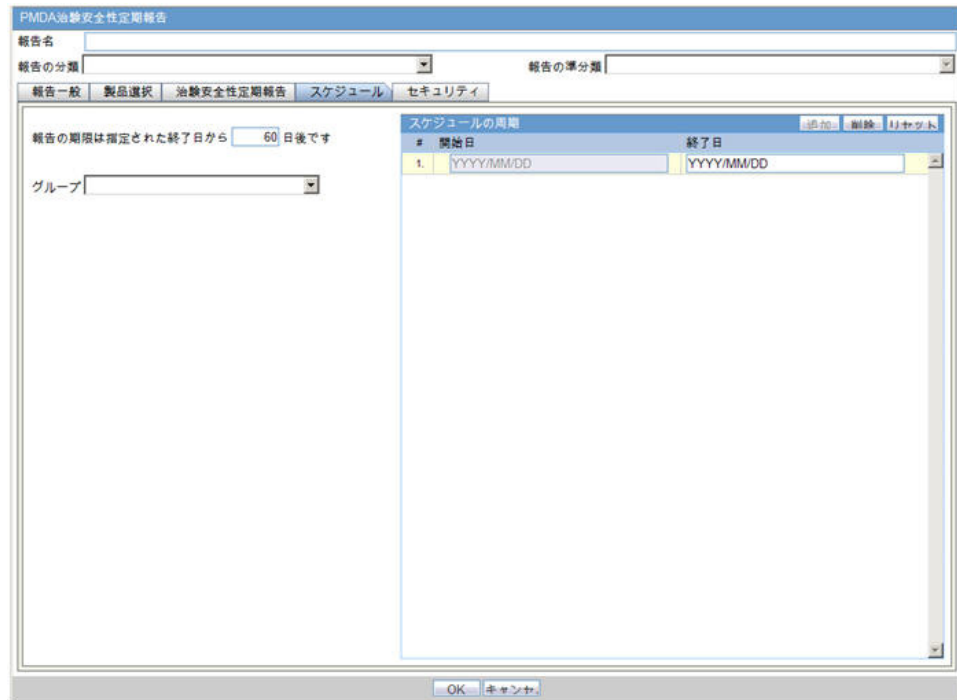 PMDA治験安全性定期報告
報告名
報告の分類 報告の準分類
報告一般 製品選択 治験安全性定期報告 スケジュール セキュリティ
報告の期限は指定された終了日から 60 日後です
グループ
スケジュールの周期 追加 削除 リセット
# 開始日 終了日
1. YYYY/MM/DD YYYY/MM/DD
OK キャンセ